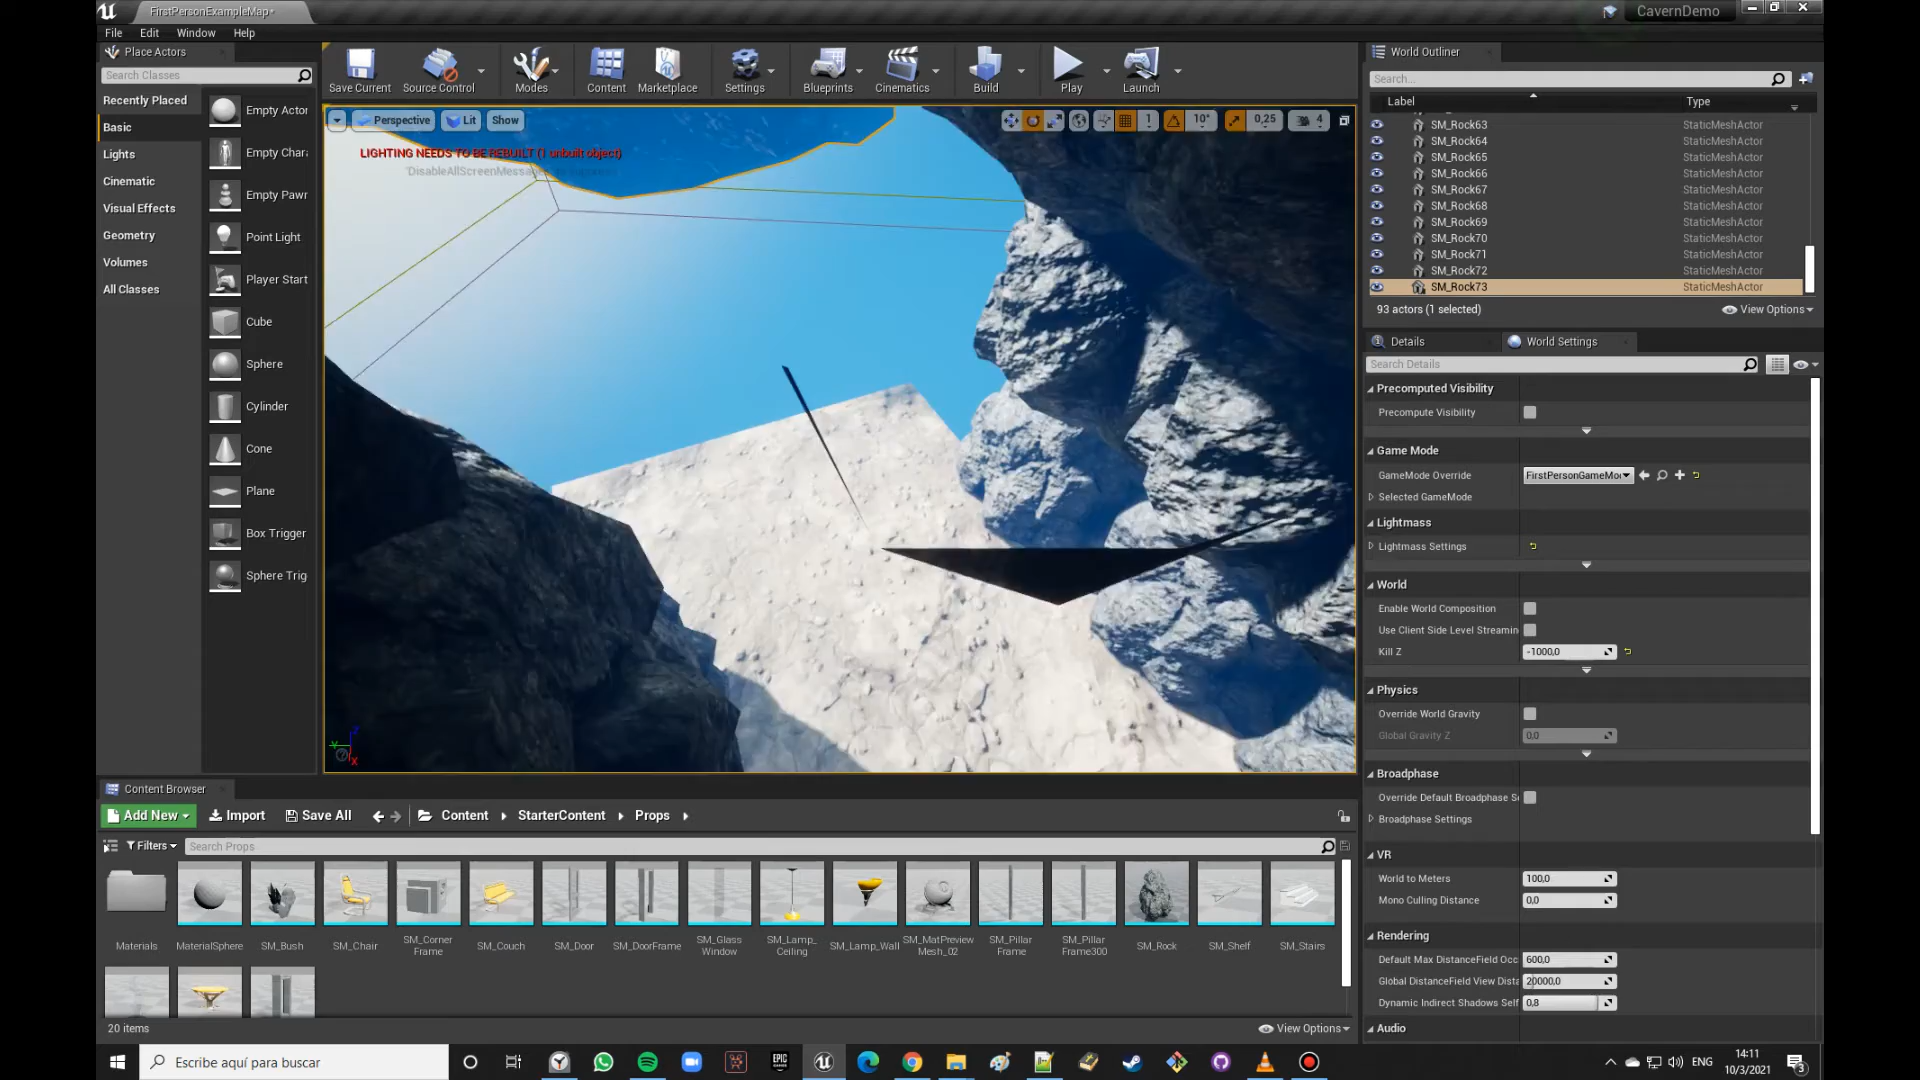 FirstPersonExampleMap*
CavernDemo
File Edit Window Help
Place Actors
Search Classes
Recently Placed
Basic
Lights
Cinematic
Visual Effects
Geometry
Volumes
All Classes
Empty Actor
Empty Chara
Empty Pawn
Point Light
Player Start
Cube
Sphere
Cylinder
Cone
Plane
Box Trigger
Sphere Trig
Save Current
Source Control
Modes
Content
Marketplace
Settings
Blueprints
Cinematics
Build
Play
Launch
Perspective
Lit
Show
1
10°
0,25
4
LIGHTING NEEDS TO BE REBUILT (1 unbuilt object)
World Outliner
Search...
Label Type
SM_Rock63 StaticMeshActor
SM_Rock64 StaticMeshActor
SM_Rock65 StaticMeshActor
SM_Rock66 StaticMeshActor
SM_Rock67 StaticMeshActor
SM_Rock68 StaticMeshActor
SM_Rock69 StaticMeshActor
SM_Rock70 StaticMeshActor
SM_Rock71 StaticMeshActor
SM_Rock72 StaticMeshActor
SM_Rock73 StaticMeshActor
93 actors (1 selected)
View Options
Details
World Settings
Search Details
Precomputed Visibility
Precompute Visibility
Game Mode
GameMode Override FirstPersonGameMo
Selected GameMode
Lightmass
Lightmass Settings
World
Enable World Composition
Use Client Side Level Streamin
Kill Z -1000,0
Physics
Override World Gravity
Global Gravity Z 0,0
Broadphase
Override Default Broadphase S
Broadphase Settings
VR
World to Meters 100,0
Mono Culling Distance 0,0
Rendering
Default Max DistanceField Occ 600,0
Global DistanceField View Dista 20000,0
Dynamic Indirect Shadows Self 0,8
Audio
Content Browser
Add New
Import
Save All
Content
StarterContent
Props
Filters
Search Props
Materials
MaterialSphere
SM_Bush
SM_Chair
SM_Corner
Frame
SM_Couch
SM_Door
SM_DoorFrame
SM_Glass
Window
SM_Lamp_
Ceiling
SM_Lamp_Wall
SM_MatPreview
Mesh_02
SM_Pillar
Frame
SM_Pillar
Frame300
SM_Rock
SM_Shelf
SM_Stairs
20 items
View Options
Escribe aquí para buscar
ENG
14:11
10/3/2021
3